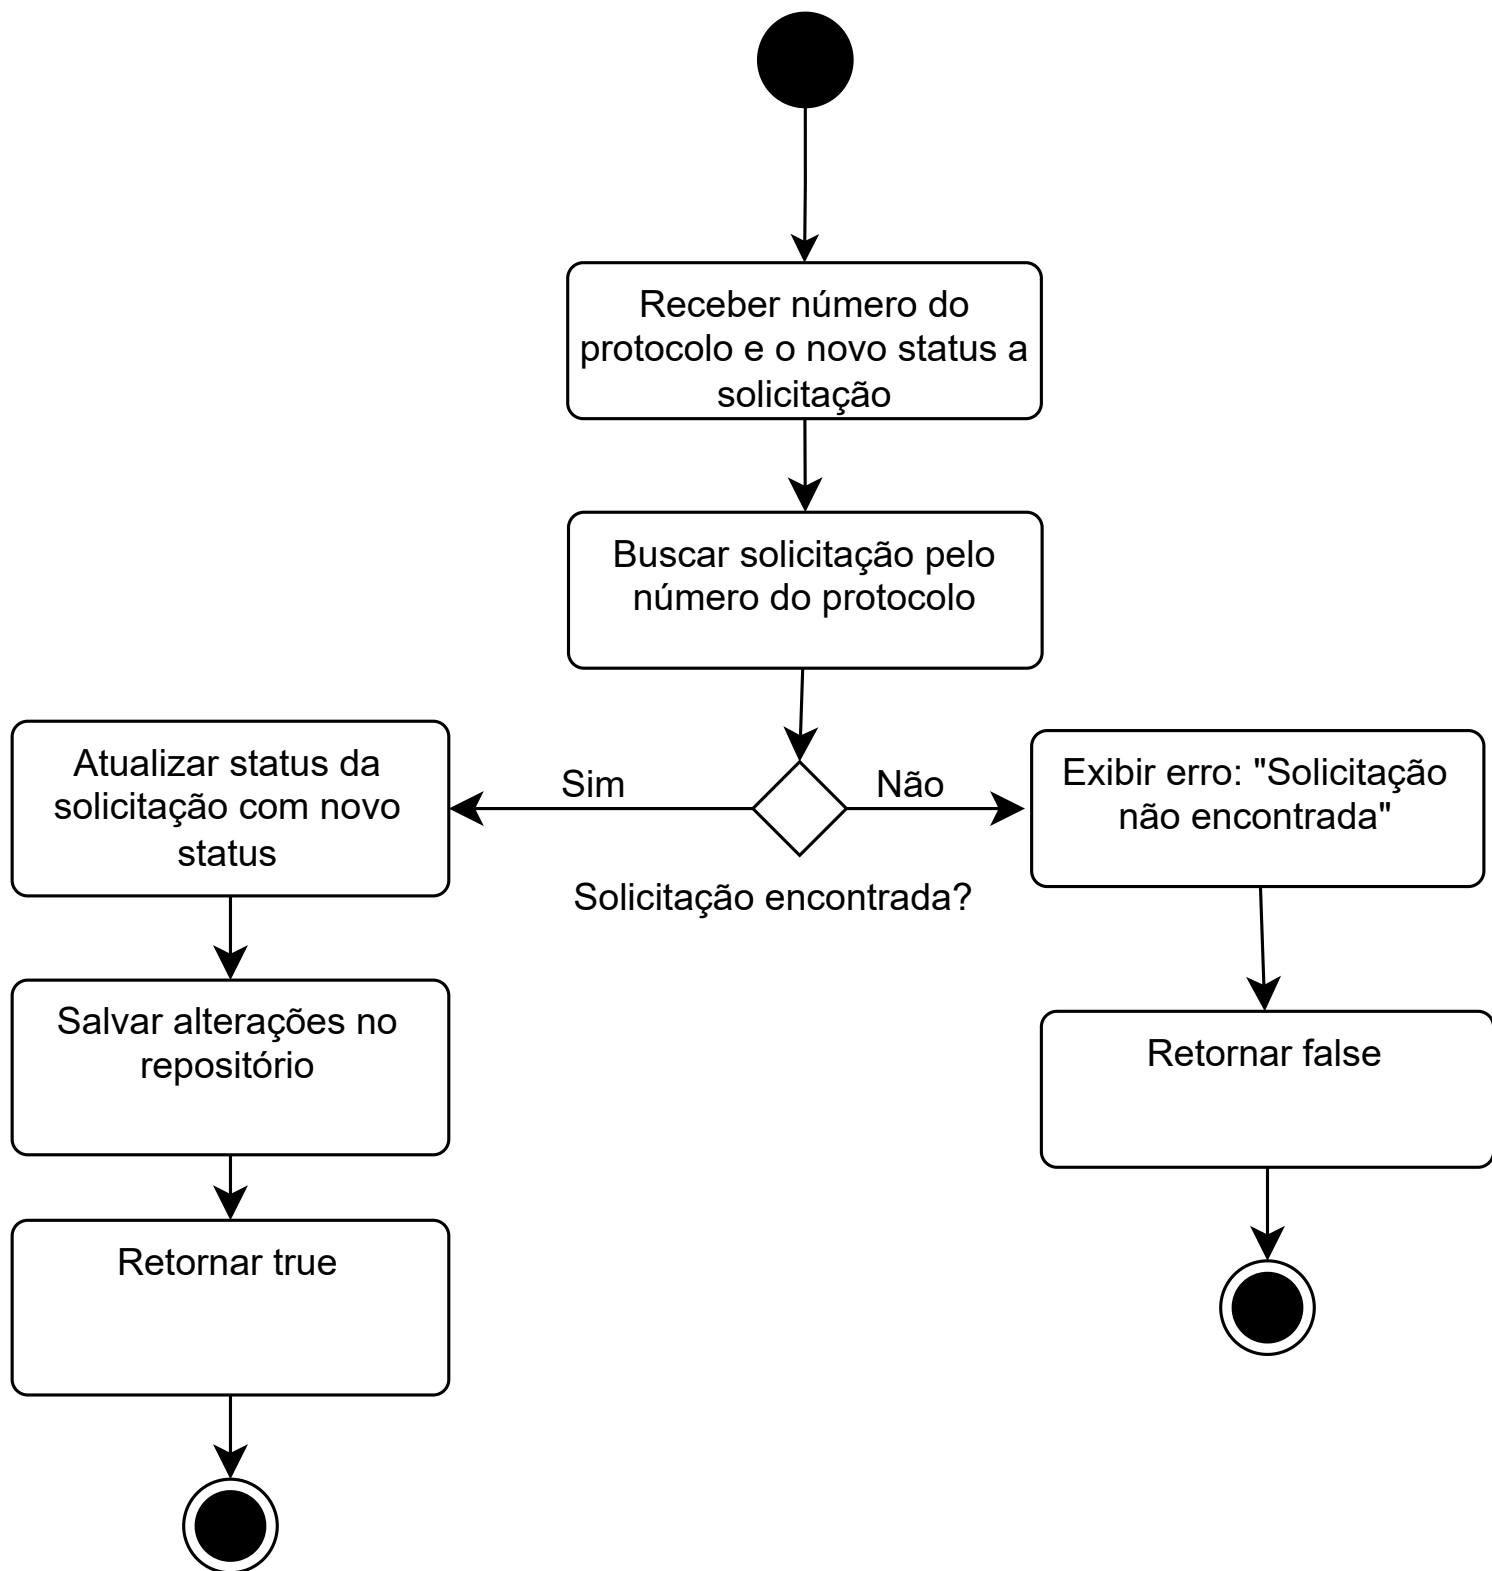 Receber número do
protocolo e o novo status a
solicitação
Buscar solicitação pelo
número do protocolo
Atualizar status da
solicitação com novo
status
Sim
Não
Exibir erro: "Solicitação
não encontrada"
Solicitação encontrada?
Salvar alterações no
repositório
Retornar false
Retornar true